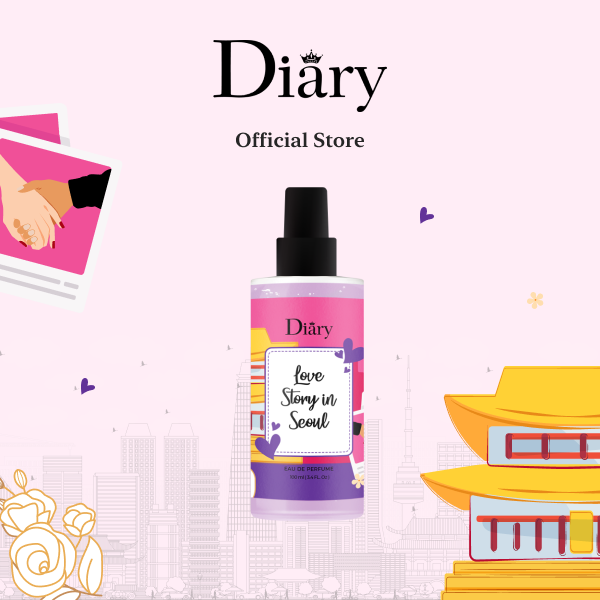 Diary
Official Store
Diary
Love
Story in
Seoul
EAU DE PERFUME